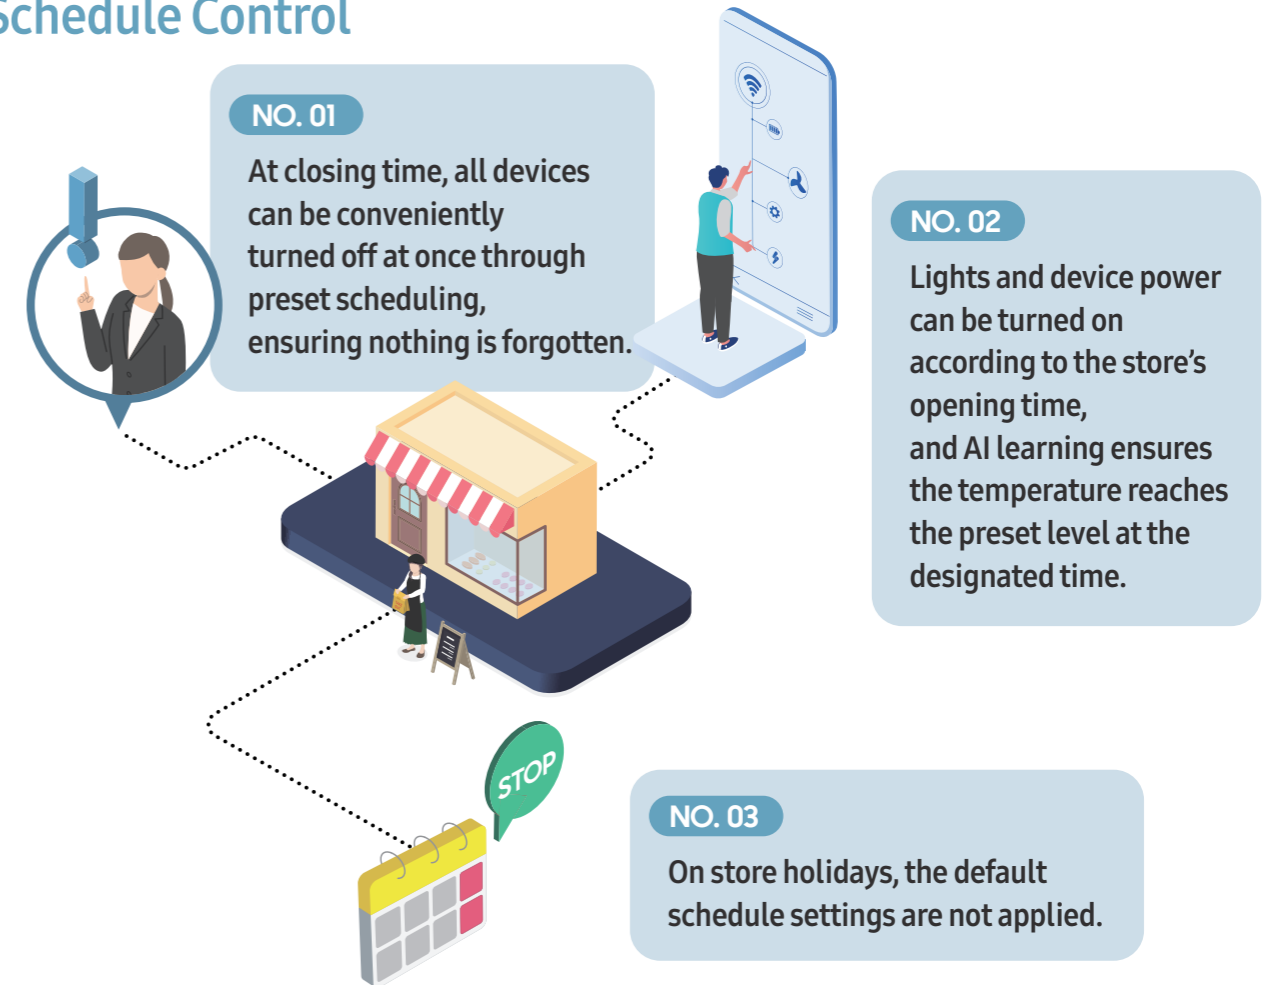 Schedule Control
NO. 01
At closing time, all devices
can be conveniently
turned off at once through
preset scheduling,
ensuring nothing is forgotten.
NO. 02
Lights and device power
can be turned on
according to the store’s
opening time,
and AI learning ensures
the temperature reaches
the preset level at the
designated time.
STOP
NO. 03
On store holidays, the default
schedule settings are not applied.